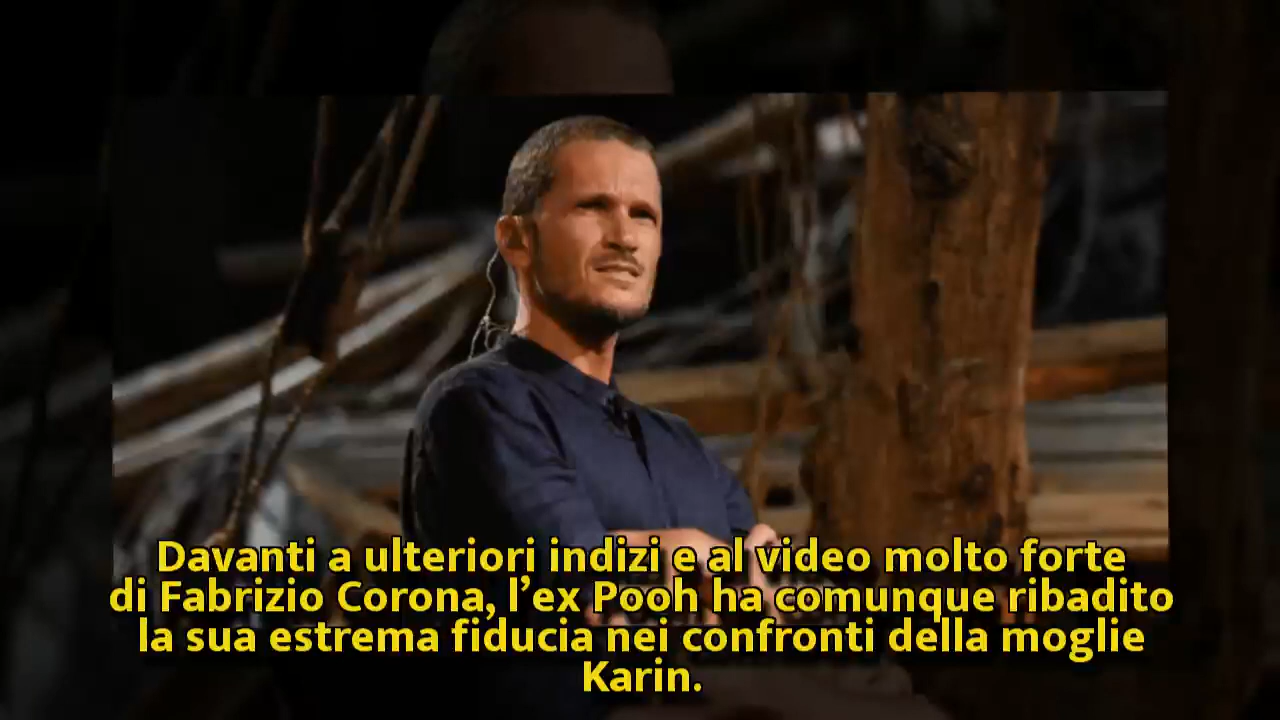 Davanti a ulteriori indizi e al video molto forte
di Fabrizio Corona, l’ex Pooh ha comunque ribadito
la sua estrema fiducia nei confronti della moglie
Karin.